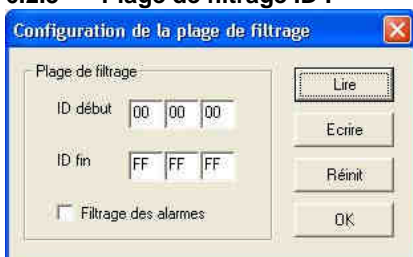 Plage de filtrage ID :
Configuration de la plage de filtrage
Plage de filtrage
ID début 00 00 00
ID fin FF FF FF
Filtrage des alarmes
Lire
Ecrire
Réinit
OK